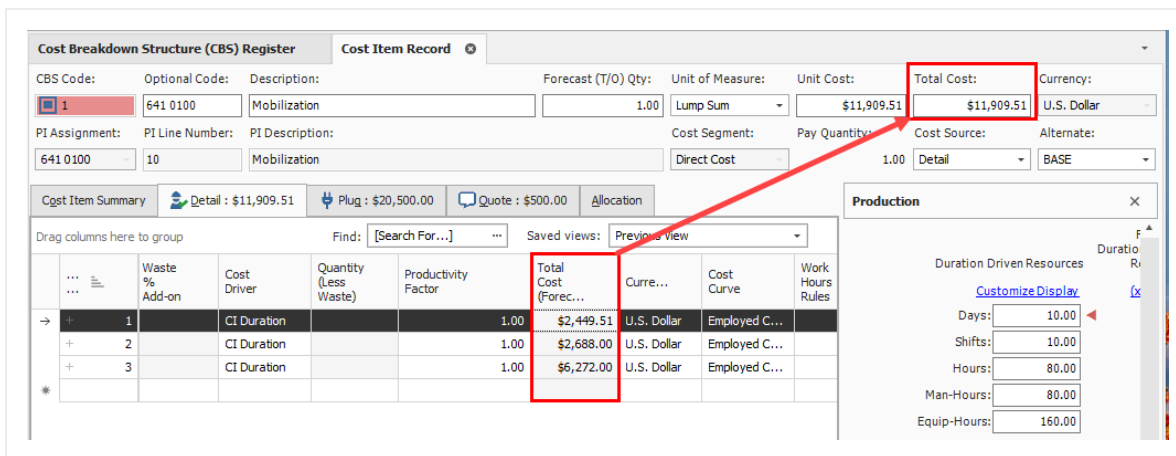 Cost Breakdown Structure (CBS) Register Cost Item Record
CBS Code: Optional Code: Description: Forecast (T/O) Qty: Unit of Measure: Unit Cost: Total Cost: Currency:
1 641 0100 Mobilization 1.00 Lump Sum $11,909.51 $11,909.51 U.S. Dollar
PI Assignment: PI Line Number: PI Description: Cost Segment: Pay Quantity: Cost Source: Alternate:
641 0100 10 Mobilization Direct Cost 1.00 Detail BASE
Cost Item Summary Detail : $11,909.51 Plug : $20,500.00 Quote : $500.00 Allocation Production
Drag columns here to group Find: [Search For...] ... Saved views: Previous View
... ... Waste % Add-on Cost Driver Quantity (Less Waste) Productivity Factor Total Cost (Forec... Curre... Cost Curve Work Hours Rules
1 CI Duration 1.00 $2,449.51 U.S. Dollar Employed C...
2 CI Duration 1.00 $2,688.00 U.S. Dollar Employed C...
3 CI Duration 1.00 $6,272.00 U.S. Dollar Employed C...
Duration Driven Resources
Customize Display (x
Days: 10.00
Shifts: 10.00
Hours: 80.00
Man-Hours: 80.00
Equip-Hours: 160.00